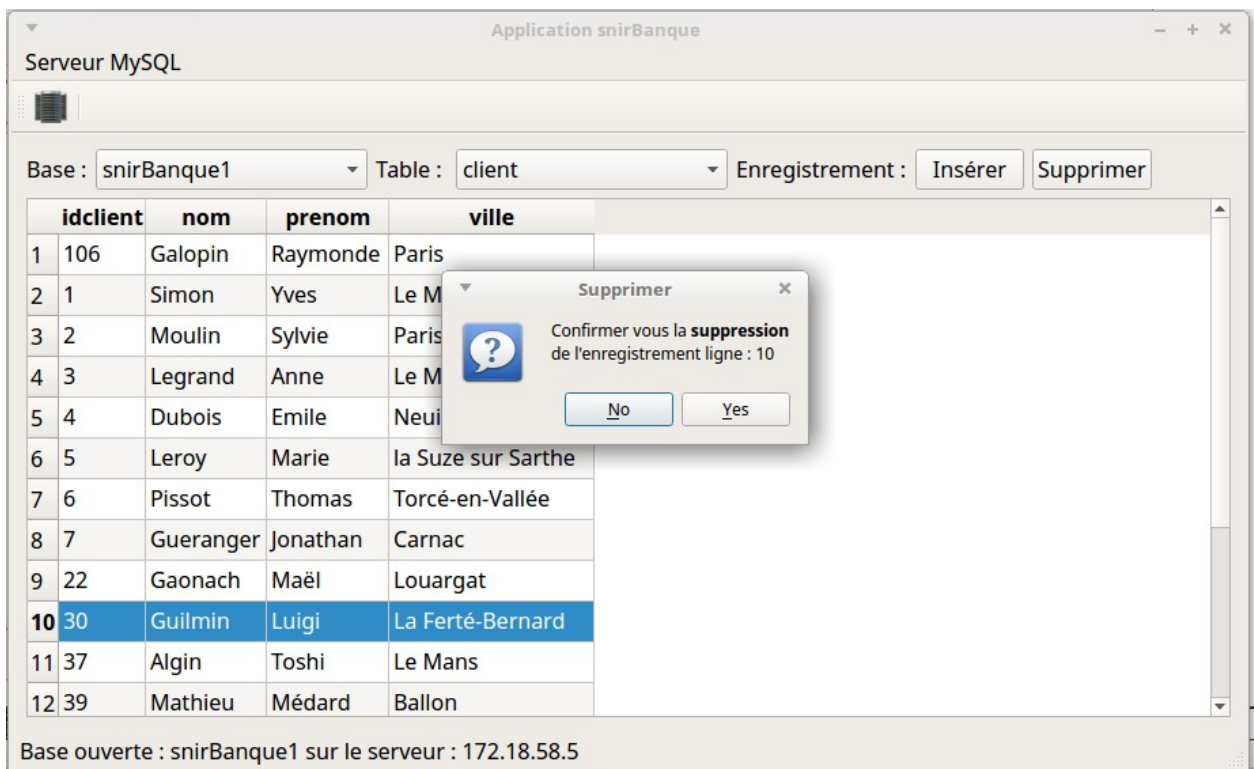 Application snirBanque
Serveur MySQL
Base : snirBanque1 Table : client Enregistrement : Insérer Supprimer
idclient nom prenom ville
1 106 Galopin Raymonde Paris
2 1 Simon Yves Le M
3 2 Moulin Sylvie Paris
4 3 Legrand Anne Le M
5 4 Dubois Emile Neui
6 5 Leroy Marie la Suze sur Sarthe
7 6 Pissot Thomas Torcé-en-Vallée
8 7 Gueranger Jonathan Carnac
9 22 Gaonach Maël Louargat
10 30 Guilmin Luigi La Ferté-Bernard
11 37 Algin Toshi Le Mans
12 39 Mathieu Médard Ballon
Supprimer
Confirmer vous la suppression
de l'enregistrement ligne : 10
No Yes
Base ouverte : snirBanque1 sur le serveur : 172.18.58.5